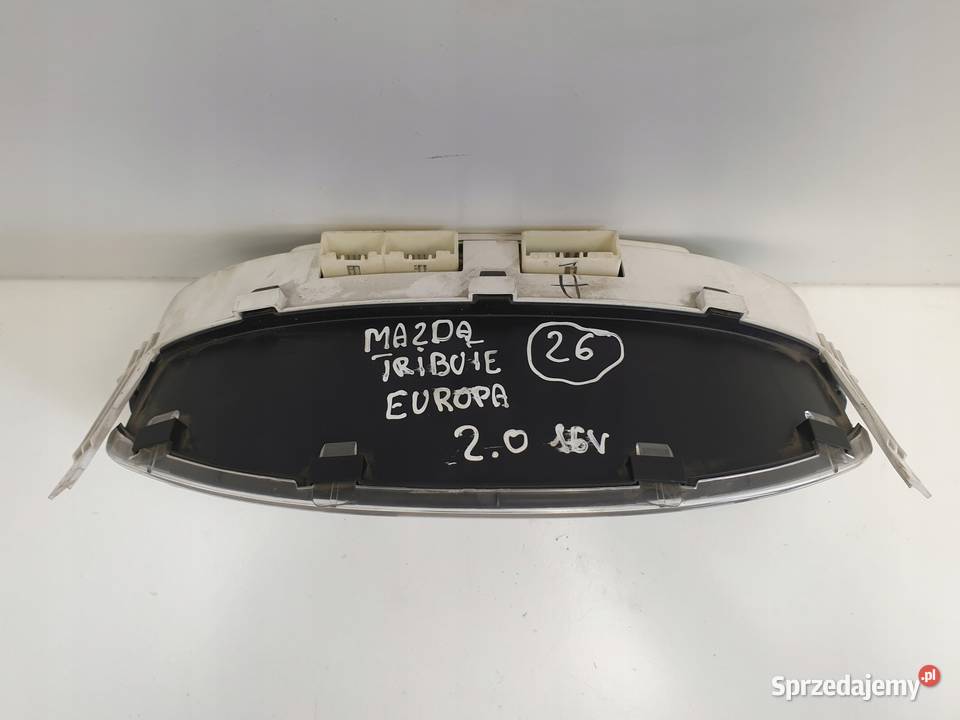 MAZDA
TRIBUTE
EUROPA
2.0 16V
26
Sprzedajemy.pl